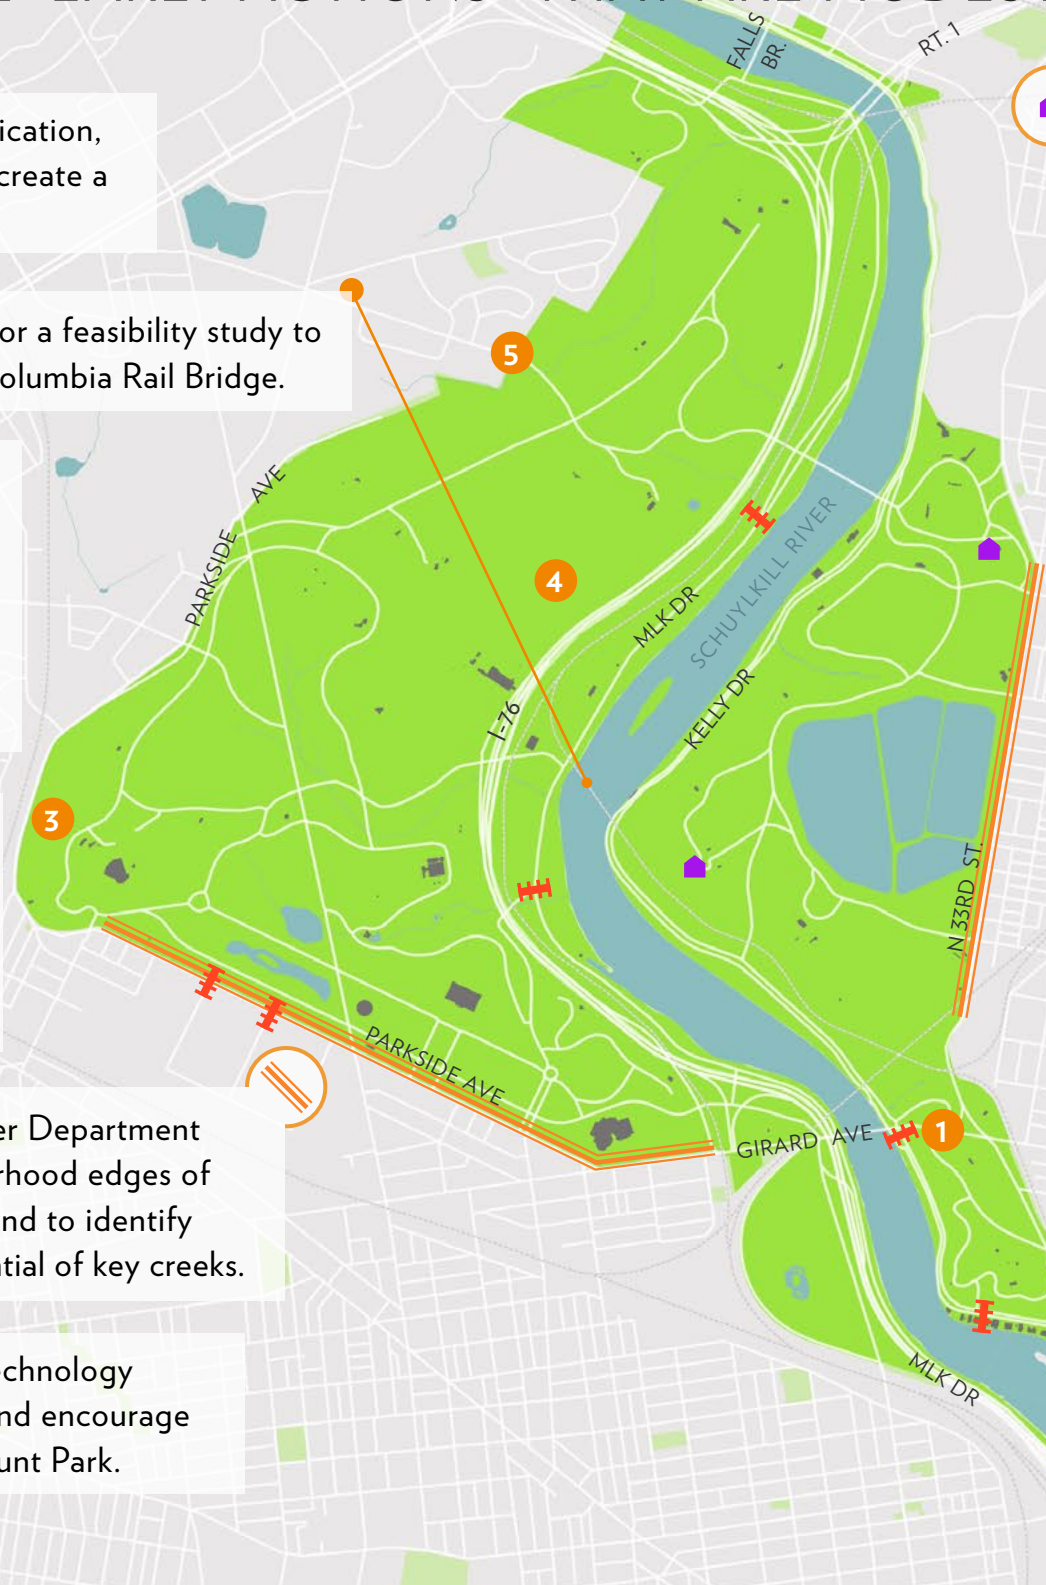 FALLS
BR.
RT. 1
ication,
create a
or a feasibility study to
olumbia Rail Bridge.
5
PARKSIDE AVE
4
MLK DR
SCHUYLKILL RIVER
KELLY DR
I-76
3
N 33RD ST.
PARKSIDE AVE
GIRARD AVE
1
er Department
rhood edges of
nd to identify
tial of key creeks.
MLK DR
chnology
nd encourage
unt Park.